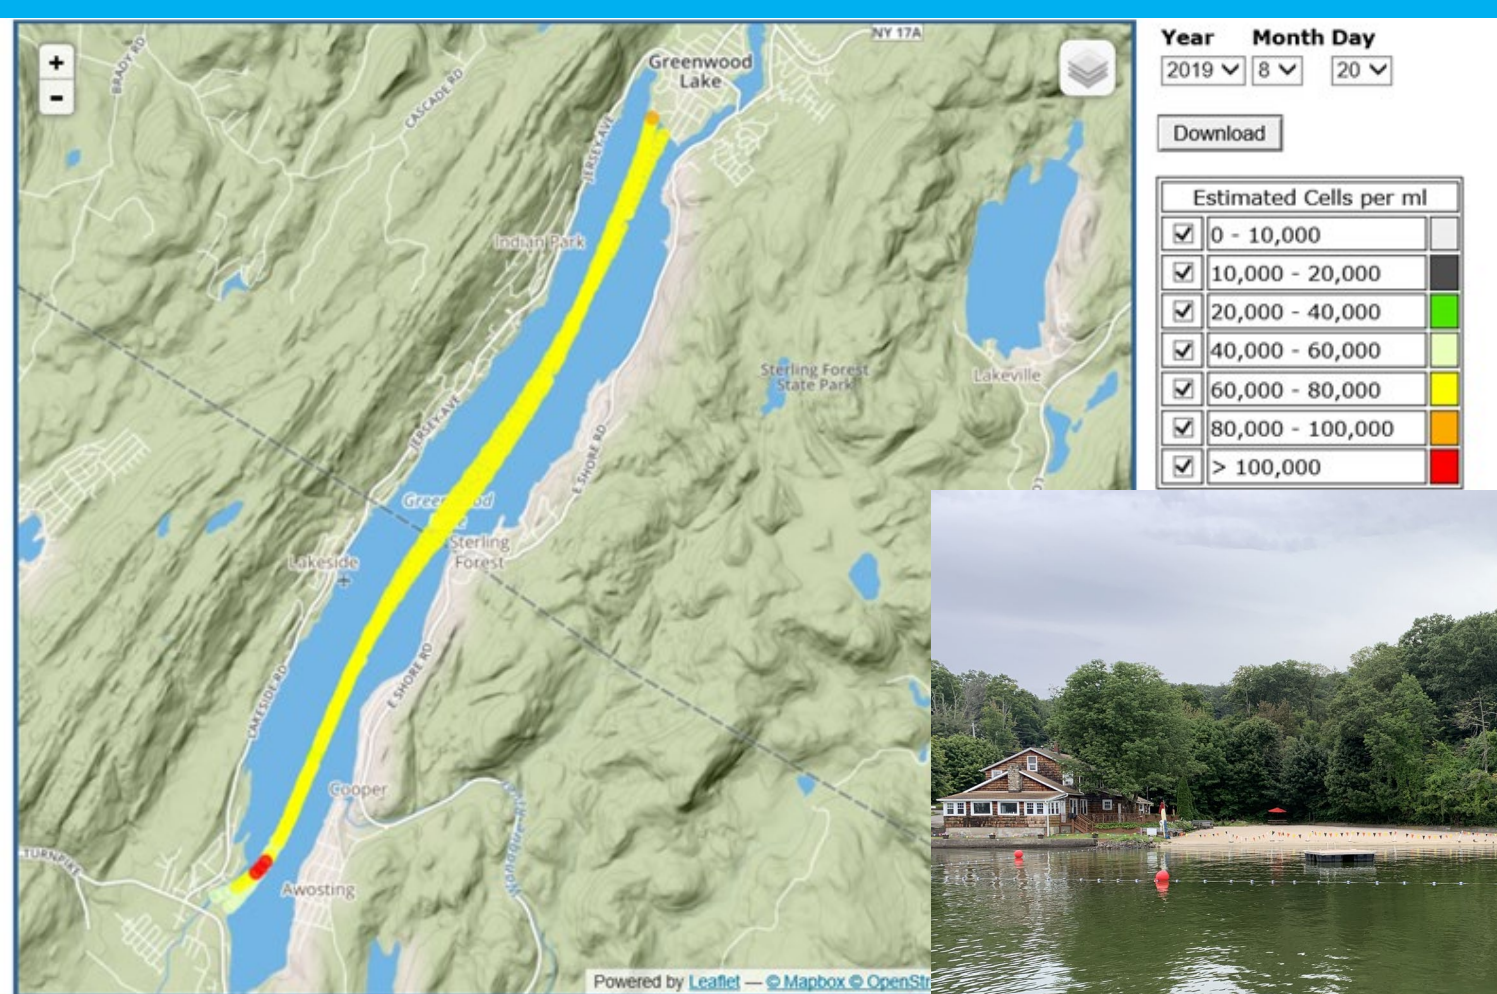 NY 17A
Greenwood
Lake
BRADY RD
CASCADE RD
JERSEY AVE
Indian Park
Sterling Forest
State Park
Lakeville
JERSEY AVE
E SHORE RD
Sterling
Forest
Lakeside
LAKESIDE RD
E SHORE RD
Cooper
TURNPIKE
Awosting
Powered by Leaflet — © Mapbox © OpenStr
+
-
Year Month Day
2019 8 20
Download
Estimated Cells per ml
0 - 10,000
10,000 - 20,000
20,000 - 40,000
40,000 - 60,000
60,000 - 80,000
80,000 - 100,000
> 100,000